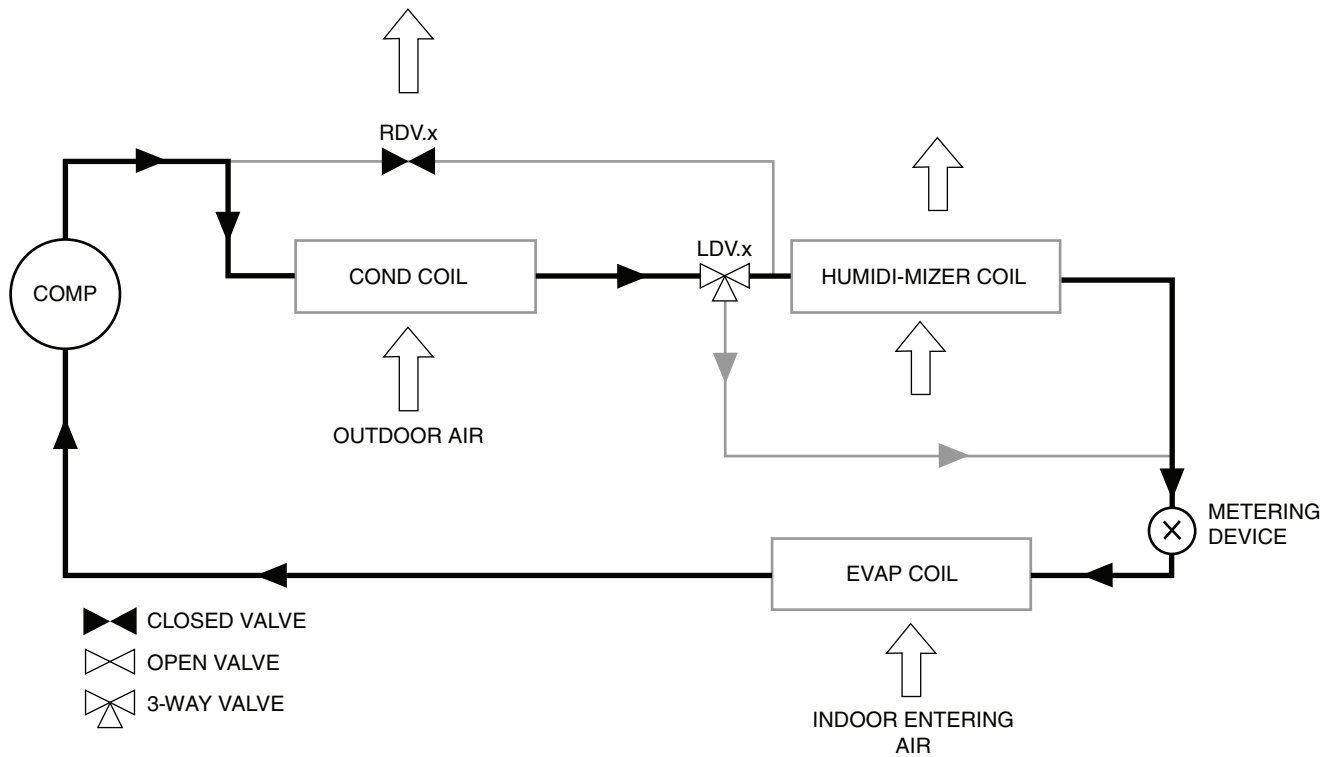 RDV.x
LDV.x
COMP
COND COIL
HUMIDI-MIZER COIL
OUTDOOR AIR
METERING
DEVICE
EVAP COIL
CLOSED VALVE
OPEN VALVE
3-WAY VALVE
INDOOR ENTERING
AIR